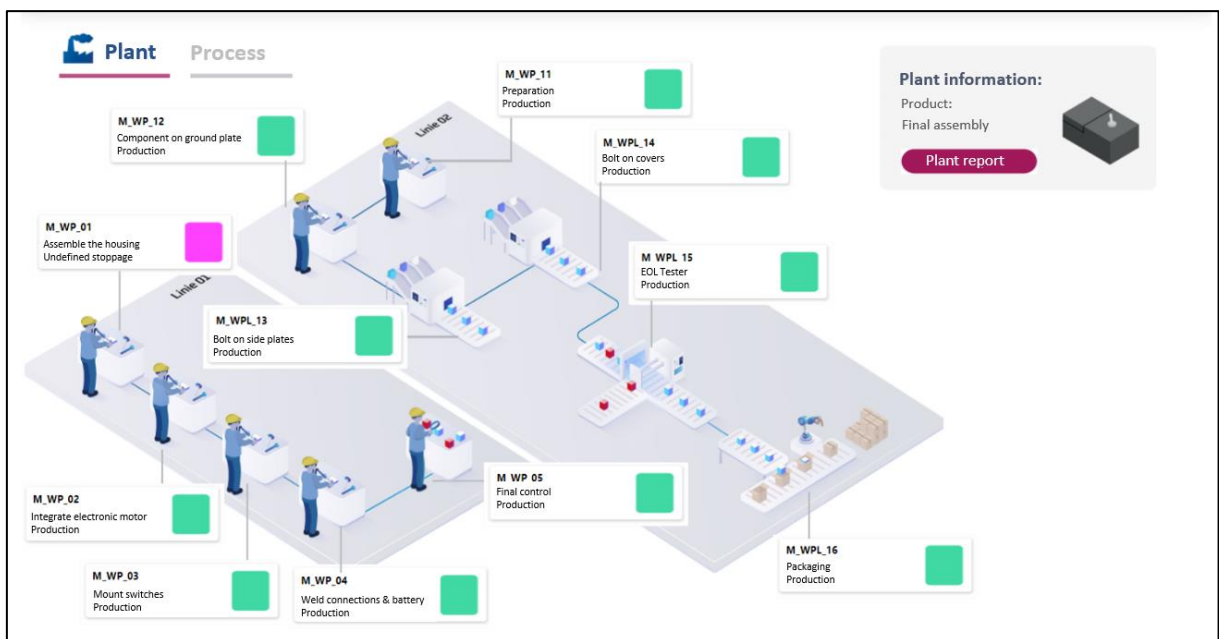 Plant
Process
Plant information:
Product:
Final assembly
Plant report
M_WP_11
Preparation
Production
M_WP_12
Component on ground plate
Production
Linie 02
M_WPL_14
Bolt on covers
Production
M_WP_01
Assemble the housing
Undefined stoppage
M WPL 15
EOL Tester
Production
Linie 01
M_WPL_13
Bolt on side plates
Production
M_WP_02
Integrate electronic motor
Production
M WP 05
Final control
Production
M_WP_03
Mount switches
Production
M_WP_04
Weld connections & battery
Production
M_WPL_16
Packaging
Production